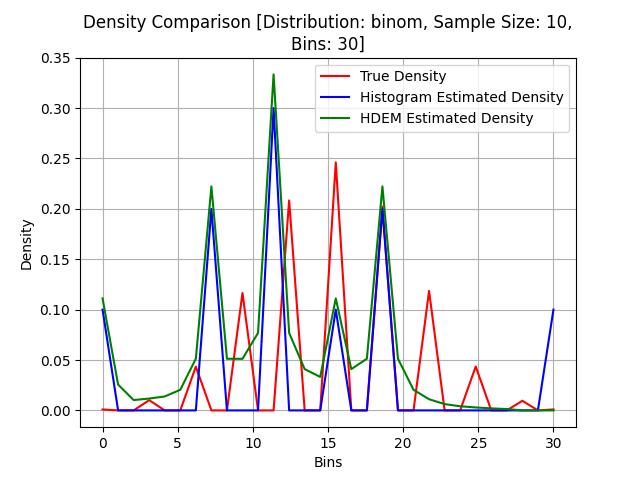 Density Comparison [Distribution: binom, Sample Size: 10,
Bins: 30]
True Density
Histogram Estimated Density
HDEM Estimated Density
Density
0.35
0.30
0.25
0.20
0.15
0.10
0.05
0.00
0 5 10 15 20 25 30
Bins